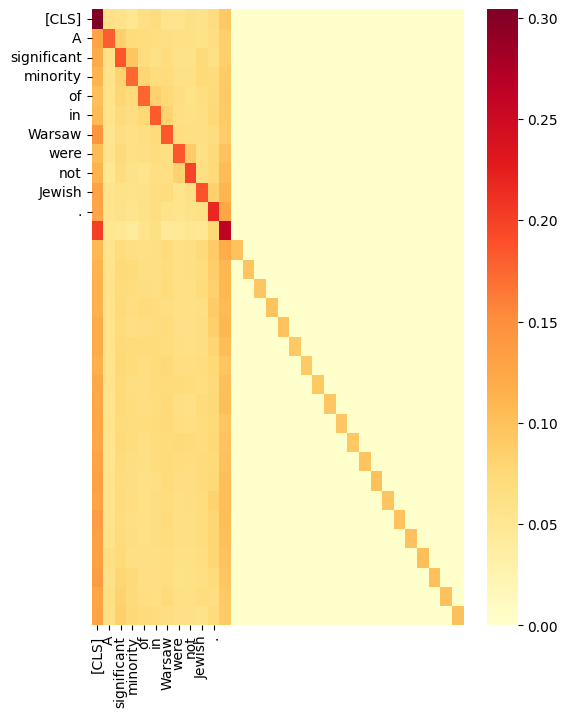 [CLS]
A
significant
minority
of
in
Warsaw
were
not
Jewish
.
0.30
0.25
0.20
0.15
0.10
0.05
0.00
[CLS]
A
significant
minority
of
in
Warsaw
were
not
Jewish
.